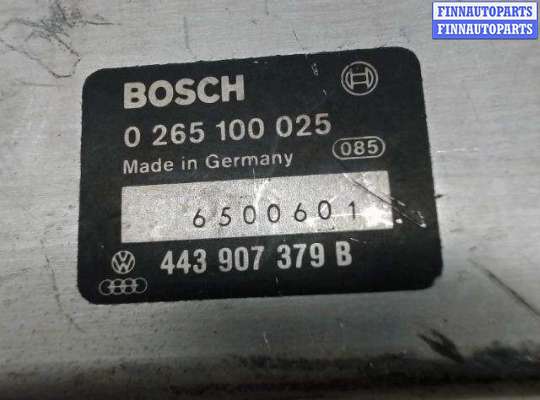 FINNAUTOPARTS
FINNAUTOPARTS
BOSCH
0 265 100 025
Made in Germany
085
6500601
443 907 379 B